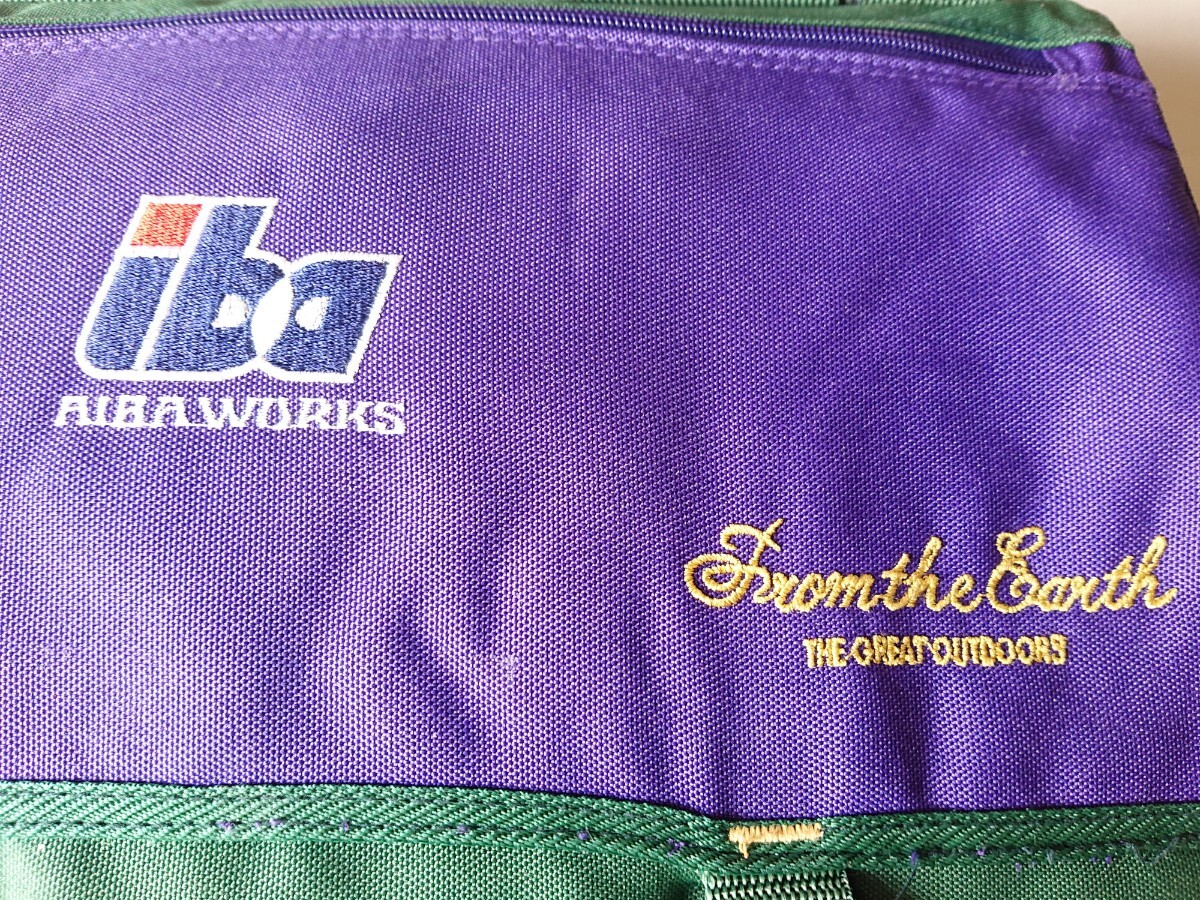 iba
AIBA WORKS
From the Earth
THE GREAT OUTDOORS